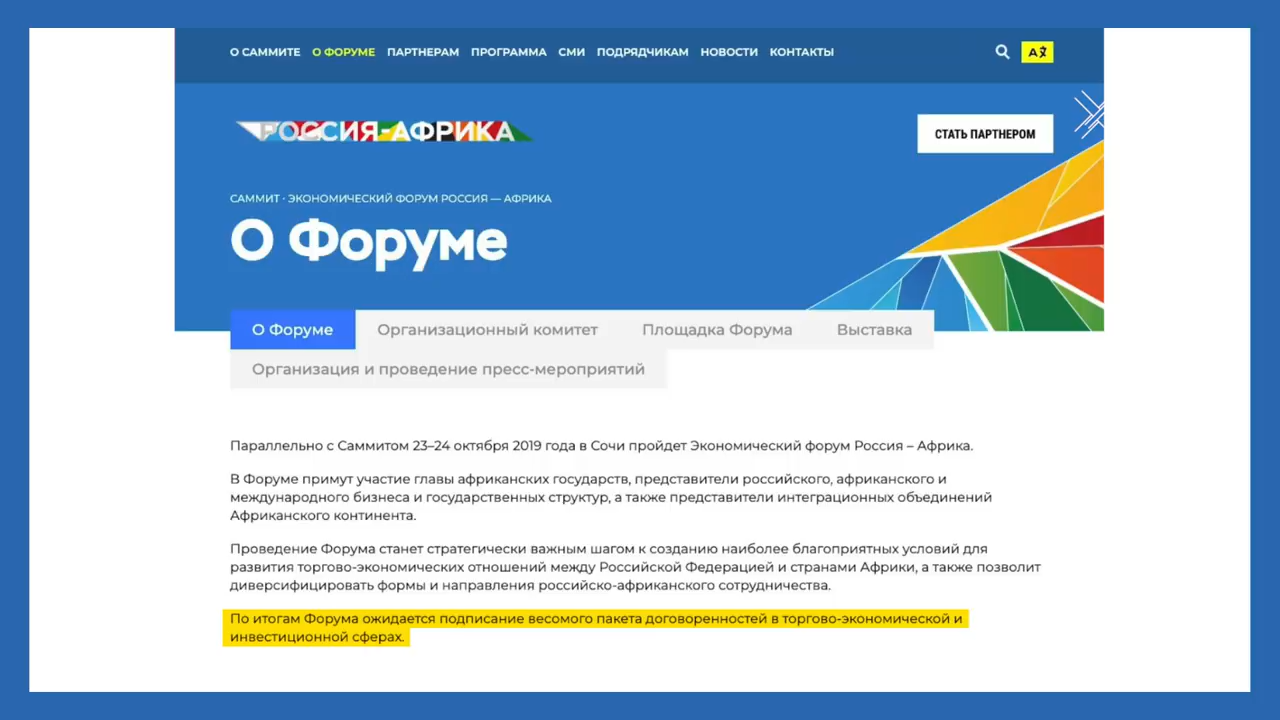 О САММИТЕ О ФОРУМЕ ПАРТНЕРАМ ПРОГРАММА СМИ ПОДРЯДЧИКАМ НОВОСТИ КОНТАКТЫ
РОССИЯ-АФРИКА
СТАТЬ ПАРТНЕРОМ
САММИТ · ЭКОНОМИЧЕСКИЙ ФОРУМ РОССИЯ — АФРИКА
О Форуме
О Форуме Организационный комитет Площадка Форума Выставка
Организация и проведение пресс-мероприятий
Параллельно с Саммитом 23–24 октября 2019 года в Сочи пройдет Экономический форум Россия – Африка.
В Форуме примут участие главы африканских государств, представители российского, африканского и
международного бизнеса и государственных структур, а также представители интеграционных объединений
Африканского континента.
Проведение Форума станет стратегически важным шагом к созданию наиболее благоприятных условий для
развития торгово-экономических отношений между Российской Федерацией и странами Африки, а также позволит
диверсифицировать формы и направления российско-африканского сотрудничества.
По итогам Форума ожидается подписание весомого пакета договоренностей в торгово-экономической и
инвестиционной сферах.